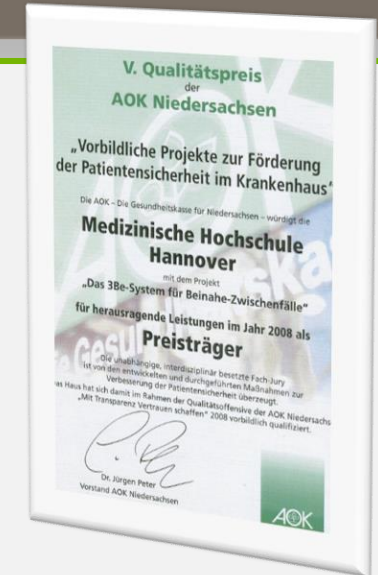 V. Qualitätspreis
der
AOK Niedersachsen
„Vorbildliche Projekte zur Förderung
der Patientensicherheit im Krankenhaus"
Die AOK – Die Gesundheitskasse für Niedersachsen – würdigt die
Medizinische Hochschule
Hannover
mit dem Projekt
„Das 3Be-System für Beinahe-Zwischenfälle"
für herausragende Leistungen im Jahr 2008 als
Preisträger
Die unabhängige, interdisziplinär besetzte Fach-Jury
ist von den entwickelten und durchgeführten Maßnahmen zur
Verbesserung der Patientensicherheit überzeugt.
as Haus hat sich damit im Rahmen der Qualitätsoffensive der AOK Niedersachs
„Mit Transparenz Vertrauen schaffen" 2008 vorbildlich qualifiziert.
Dr. Jürgen Peter
Vorstand AOK Niedersachsen
AOK